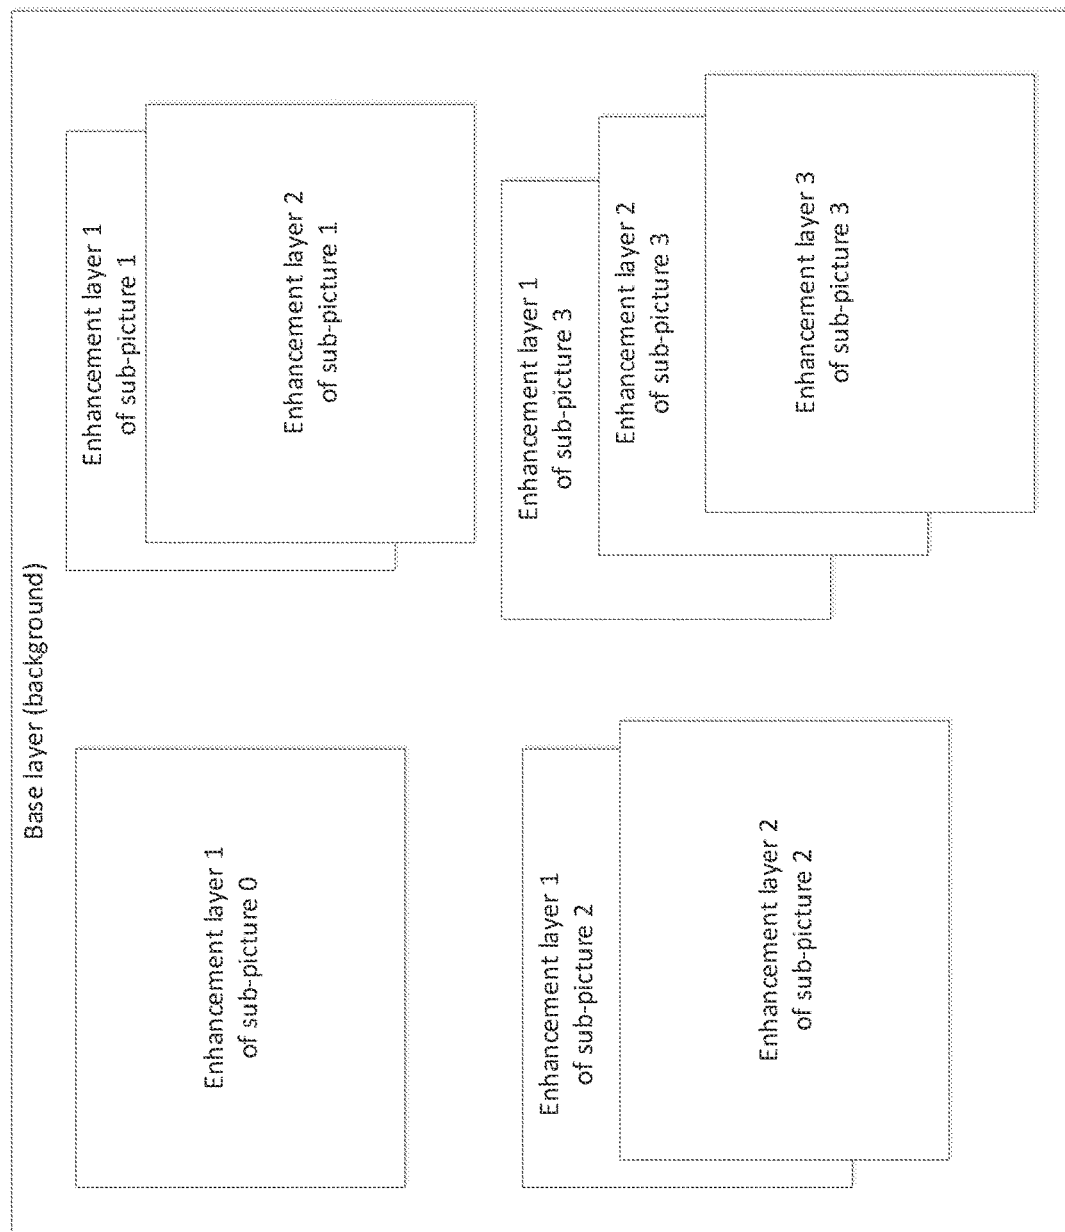 Base layer (background)
Enhancement layer 1
of sub-picture 0
Enhancement layer 1
of sub-picture 1
Enhancement layer 2
of sub-picture 1
Enhancement layer 1
of sub-picture 2
Enhancement layer 2
of sub-picture 2
Enhancement layer 1
of sub-picture 3
Enhancement layer 2
of sub-picture 3
Enhancement layer 3
of sub-picture 3